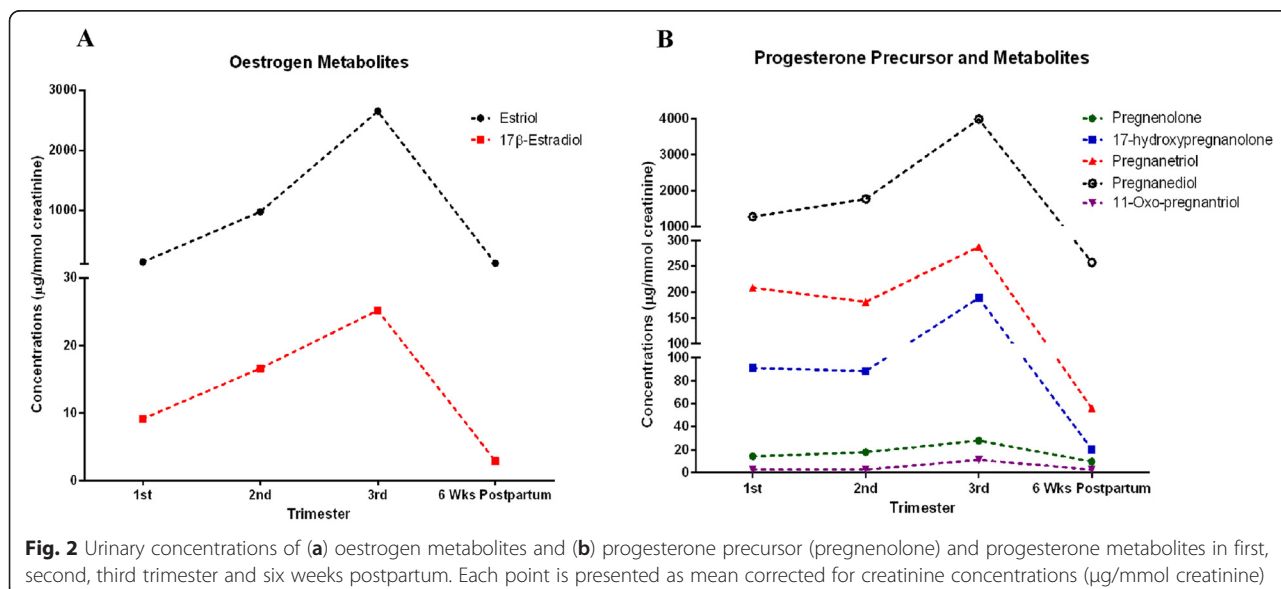 A
Oestrogen Metabolites
3000
2000
1000
30
20
10
0
Concentrations (µg/mmol creatinine)
Estriol
17β-Estradiol
1st 2nd 3rd 6 Wks Postpartum
Trimester
B
Progesterone Precursor and Metabolites
4000
3000
2000
1000
300
250
200
150
100
100
80
60
40
20
0
Concentrations (µg/mmol creatinine)
Pregnenolone
17-hydroxypregnanolone
Pregnanetriol
Pregnanediol
11-Oxo-pregnantriol
1st 2nd 3rd 6 Wks Postpartum
Trimester
Fig. 2 Urinary concentrations of (a) oestrogen metabolites and (b) progesterone precursor (pregnenolone) and progesterone metabolites in first,
second, third trimester and six weeks postpartum. Each point is presented as mean corrected for creatinine concentrations (µg/mmol creatinine)